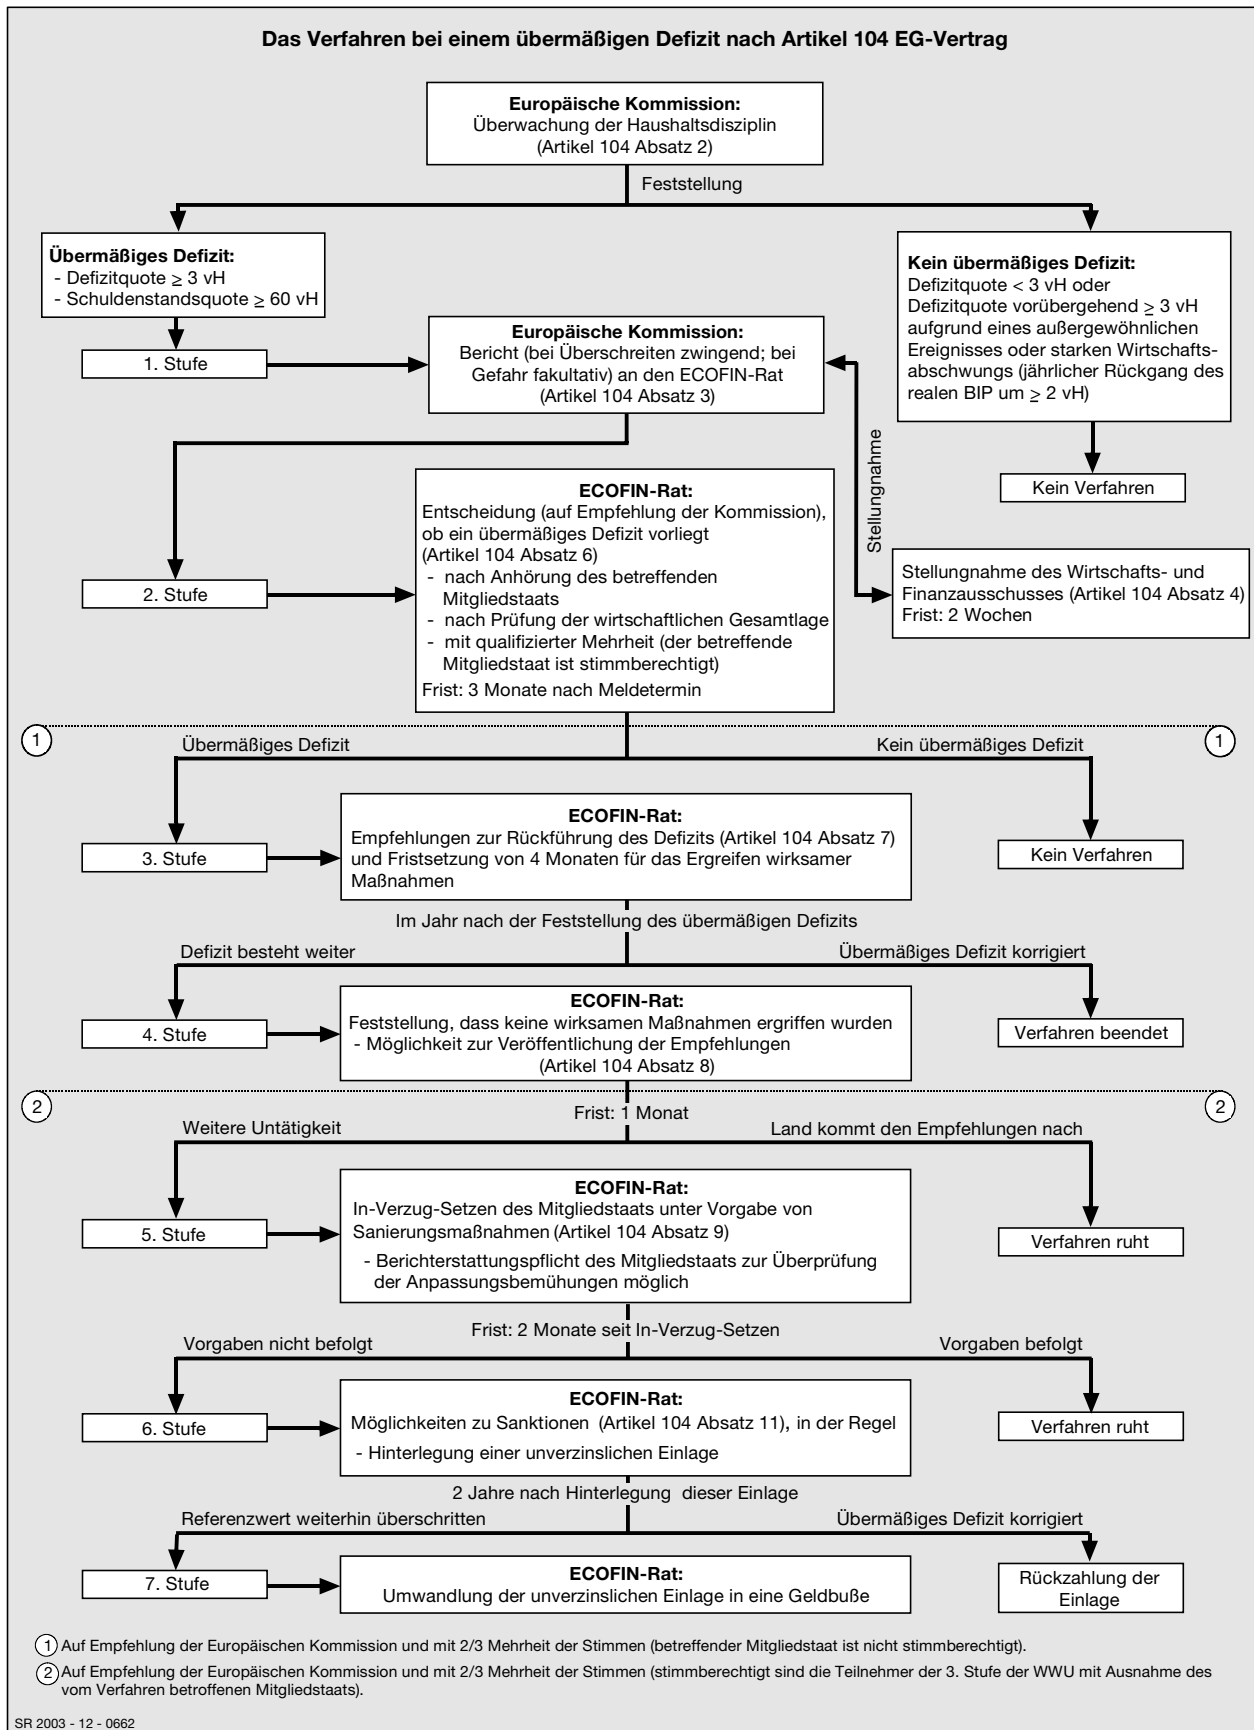 Das Verfahren bei einem übermäßigen Defizit nach Artikel 104 EG-Vertrag
Europäische Kommission:
Überwachung der Haushaltsdisziplin
(Artikel 104 Absatz 2)
Feststellung
Übermäßiges Defizit:
- Defizitquote ≥ 3 vH
- Schuldenstandsquote ≥ 60 vH
Kein übermäßiges Defizit:
Defizitquote < 3 vH oder
Defizitquote vorübergehend ≥ 3 vH
aufgrund eines außergewöhnlichen
Ereignisses oder starken Wirtschafts-
abschwungs (jährlicher Rückgang des
realen BIP um ≥ 2 vH)
1. Stufe
Europäische Kommission:
Bericht (bei Überschreiten zwingend; bei
Gefahr fakultativ) an den ECOFIN-Rat
(Artikel 104 Absatz 3)
Stellungnahme
Kein Verfahren
2. Stufe
ECOFIN-Rat:
Entscheidung (auf Empfehlung der Kommission),
ob ein übermäßiges Defizit vorliegt
(Artikel 104 Absatz 6)
- nach Anhörung des betreffenden
Mitgliedstaats
- nach Prüfung der wirtschaftlichen Gesamtlage
- mit qualifizierter Mehrheit (der betreffende
Mitgliedstaat ist stimmberechtigt)
Frist: 3 Monate nach Meldetermin
Stellungnahme des Wirtschafts- und
Finanzausschusses (Artikel 104 Absatz 4)
Frist: 2 Wochen
1
1
Übermäßiges Defizit
Kein übermäßiges Defizit
3. Stufe
ECOFIN-Rat:
Empfehlungen zur Rückführung des Defizits (Artikel 104 Absatz 7)
und Fristsetzung von 4 Monaten für das Ergreifen wirksamer
Maßnahmen
Kein Verfahren
Im Jahr nach der Feststellung des übermäßigen Defizits
Defizit besteht weiter
Übermäßiges Defizit korrigiert
4. Stufe
ECOFIN-Rat:
Feststellung, dass keine wirksamen Maßnahmen ergriffen wurden
- Möglichkeit zur Veröffentlichung der Empfehlungen
(Artikel 104 Absatz 8)
Verfahren beendet
2
2
Frist: 1 Monat
Weitere Untätigkeit
Land kommt den Empfehlungen nach
5. Stufe
ECOFIN-Rat:
In-Verzug-Setzen des Mitgliedstaats unter Vorgabe von
Sanierungsmaßnahmen (Artikel 104 Absatz 9)
- Berichterstattungspflicht des Mitgliedstaats zur Überprüfung
der Anpassungsbemühungen möglich
Verfahren ruht
Frist: 2 Monate seit In-Verzug-Setzen
Vorgaben nicht befolgt
Vorgaben befolgt
6. Stufe
ECOFIN-Rat:
Möglichkeiten zu Sanktionen (Artikel 104 Absatz 11), in der Regel
- Hinterlegung einer unverzinslichen Einlage
Verfahren ruht
2 Jahre nach Hinterlegung dieser Einlage
Referenzwert weiterhin überschritten
Übermäßiges Defizit korrigiert
7. Stufe
ECOFIN-Rat:
Umwandlung der unverzinslichen Einlage in eine Geldbuße
Rückzahlung der
Einlage
1 Auf Empfehlung der Europäischen Kommission und mit 2/3 Mehrheit der Stimmen (betreffender Mitgliedstaat ist nicht stimmberechtigt).
2 Auf Empfehlung der Europäischen Kommission und mit 2/3 Mehrheit der Stimmen (stimmberechtigt sind die Teilnehmer der 3. Stufe der WWU mit Ausnahme des
vom Verfahren betroffenen Mitgliedstaats).
SR 2003 - 12 - 0662